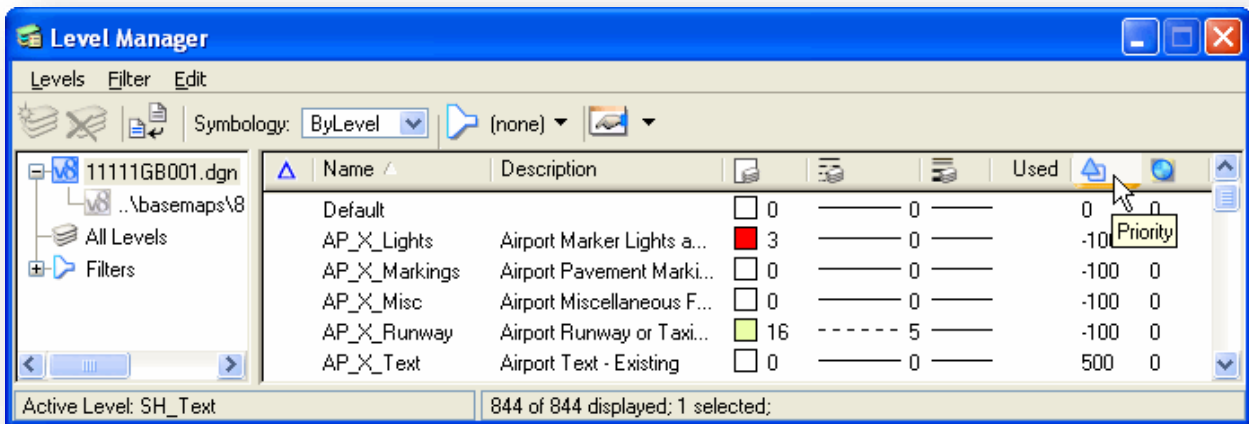 Level Manager
Levels Filter Edit
Symbology: ByLevel (none)
11111GB001.dgn
..\basemaps\8
All Levels
Filters
Name Description Used
Default 0 0 0 0
AP_X_Lights Airport Marker Lights a... 3 0
AP_X_Markings Airport Pavement Marki... 0 0 -100 0
AP_X_Misc Airport Miscellaneous F... 0 0 -100 0
AP_X_Runway Airport Runway or Taxi... 16 5 -100 0
AP_X_Text Airport Text - Existing 0 0 500 0
Priority
Active Level: SH_Text 844 of 844 displayed; 1 selected;